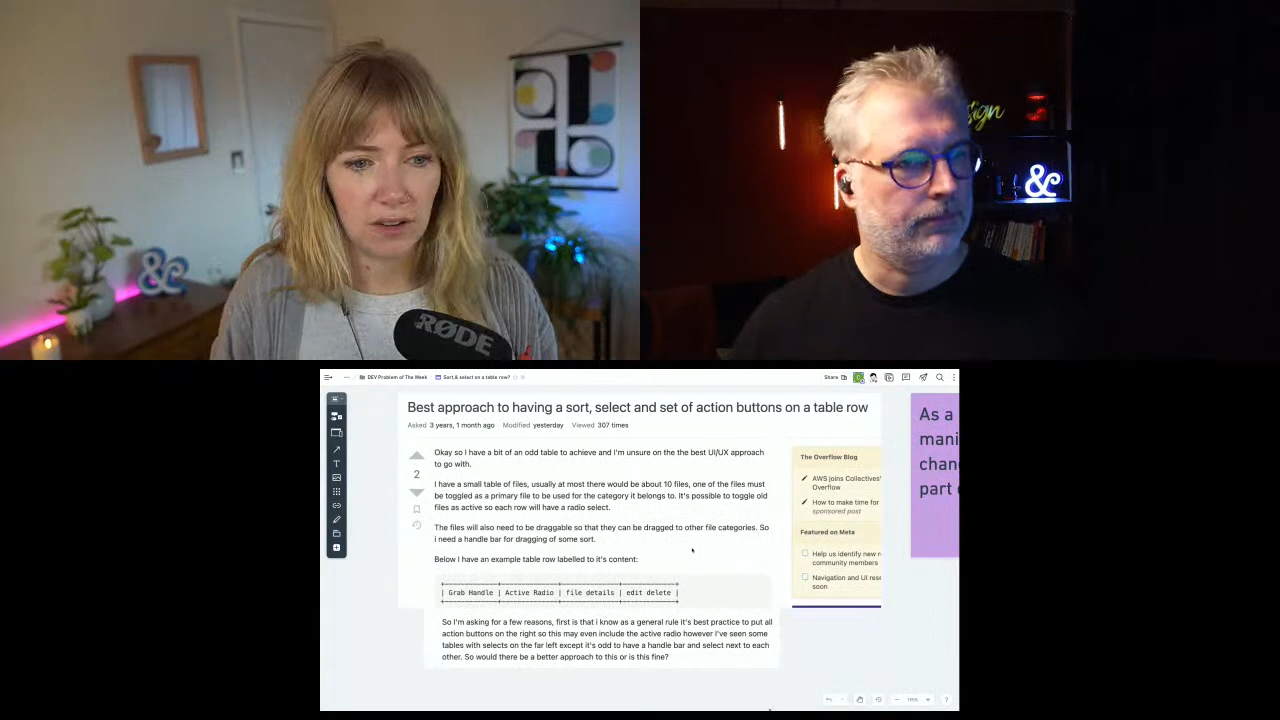 sign
&
&
RØDE
DEV Problem of The Week / Sort,& select on a table row?
Share
Best approach to having a sort, select and set of action buttons on a table row
Asked 3 years, 1 month ago Modified yesterday Viewed 307 times
2
Okay so I have a bit of an odd table to achieve and I'm unsure on the the best UI/UX approach
to go with.
I have a small table of files, usually at most there would be about 10 files, one of the files must
be toggled as a primary file to be used for the category it belongs to. It's possible to toggle old
files as active so each row will have a radio select.
The files will also need to be draggable so that they can be dragged to other file categories. So
i need a handle bar for dragging of some sort.
Below I have an example table row labelled to it's content:
| Grab Handle | Active Radio | file details | edit delete |
So I'm asking for a few reasons, first is that i know as a general rule it's best practice to put all
action buttons on the right so this may even include the active radio however I've seen some
tables with selects on the far left except it's odd to have a handle bar and select next to each
other. So would there be a better approach to this or is this fine?
The Overflow Blog
AWS joins Collectives
Overflow
How to make time for
sponsored post
Featured on Meta
Help us identify new r
community members
Navigation and UI rese
soon
As a
mani
chan
part